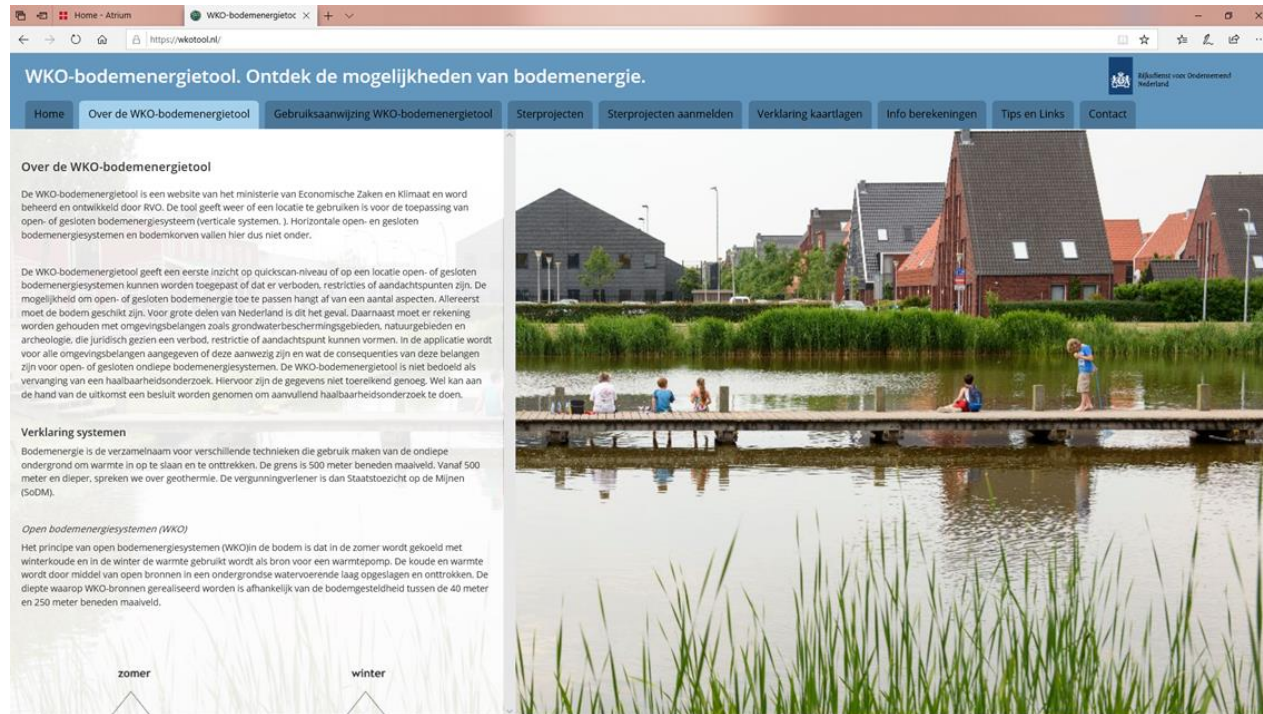 Home - Atrium
WKO-bodemenergietoc
https://wkotool.nl/
WKO-bodemenergietool. Ontdek de mogelijkheden van bodemenergie.
Rijksdienst voor Ondernemend
Nederland
Home
Over de WKO-bodemenergietool
Gebruiksaanwijzing WKO-bodemenergietool
Sterprojecten
Sterprojecten aanmelden
Verklaring kaartlagen
Info berekeningen
Tips en Links
Contact
Over de WKO-bodemenergietool
De WKO-bodemenergietool is een website van het ministerie van Economische Zaken en Klimaat en word
beheerd en ontwikkeld door RVO. De tool geeft weer of een locatie te gebruiken is voor de toepassing van
open- of gesloten bodemenergiesysteem (verticale systemen. ). Horizontale open- en gesloten
bodemenergiesystemen en bodemkorven vallen hier dus niet onder.
De WKO-bodemenergietool geeft een eerste inzicht op quickscan-niveau of op een locatie open- of gesloten
bodemenergiesystemen kunnen worden toegepast of dat er verboden, restricties of aandachtspunten zijn. De
mogelijkheid om open- of gesloten bodemenergie toe te passen hangt af van een aantal aspecten. Allereerst
moet de bodem geschikt zijn. Voor grote delen van Nederland is dit het geval. Daarnaast moet er rekening
worden gehouden met omgevingsbelangen zoals grondwaterbeschermingsgebieden, natuurgebieden en
archeologie, die juridisch gezien een verbod, restrictie of aandachtspunt kunnen vormen. In de applicatie wordt
voor alle omgevingsbelangen aangegeven of deze aanwezig zijn en wat de consequenties van deze belangen
zijn voor open- of gesloten ondiepe bodemenergiesystemen. De WKO-bodemenergietool is niet bedoeld als
vervanging van een haalbaarheidsonderzoek. Hiervoor zijn de gegevens niet toereikend genoeg. Wel kan aan
de hand van de uitkomst een besluit worden genomen om aanvullend haalbaarheidsonderzoek te doen.
Verklaring systemen
Bodemenergie is de verzamelnaam voor verschillende technieken die gebruik maken van de ondiepe
ondergrond om warmte in op te slaan en te onttrekken. De grens is 500 meter beneden maaiveld. Vanaf 500
meter en dieper, spreken we over geothermie. De vergunningverlener is dan Staatstoezicht op de Mijnen
(SoDM).
Open bodemenergiesystemen (WKO)
Het principe van open bodemenergiesystemen (WKO)in de bodem is dat in de zomer wordt gekoeld met
winterkoude en in de winter de warmte gebruikt wordt als bron voor een warmtepomp. De koude en warmte
wordt door middel van open bronnen in een ondergrondse watervoerende laag opgeslagen en onttrokken. De
diepte waarop WKO-bronnen gerealiseerd worden is afhankelijk van de bodemgesteldheid tussen de 40 meter
en 250 meter beneden maaiveld.
zomer
winter